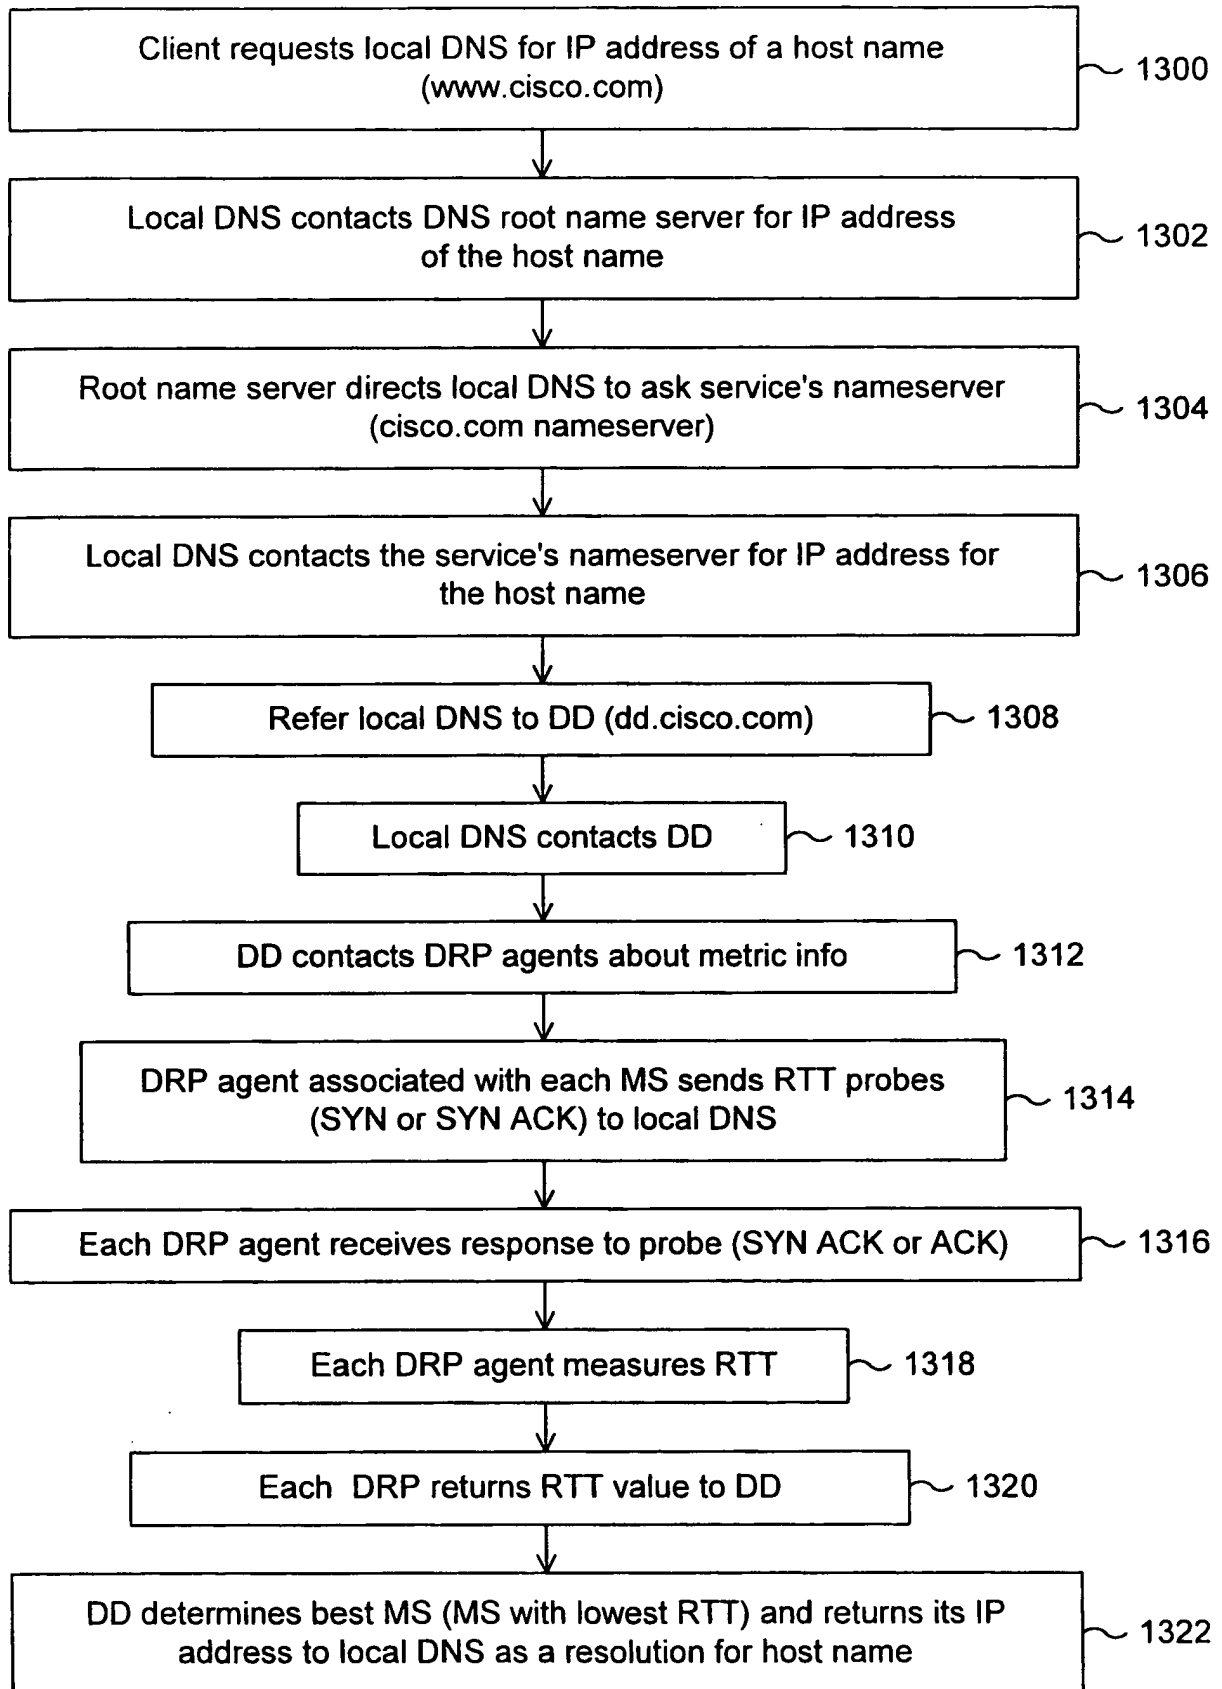 Client requests local DNS for IP address of a host name
(www.cisco.com)
1300
Local DNS contacts DNS root name server for IP address
of the host name
1302
Root name server directs local DNS to ask service's nameserver
(cisco.com nameserver)
1304
Local DNS contacts the service's nameserver for IP address for
the host name
1306
Refer local DNS to DD (dd.cisco.com)
1308
Local DNS contacts DD
1310
DD contacts DRP agents about metric info
1312
DRP agent associated with each MS sends RTT probes
(SYN or SYN ACK) to local DNS
1314
Each DRP agent receives response to probe (SYN ACK or ACK)
1316
Each DRP agent measures RTT
1318
Each DRP returns RTT value to DD
1320
DD determines best MS (MS with lowest RTT) and returns its IP
address to local DNS as a resolution for host name
1322